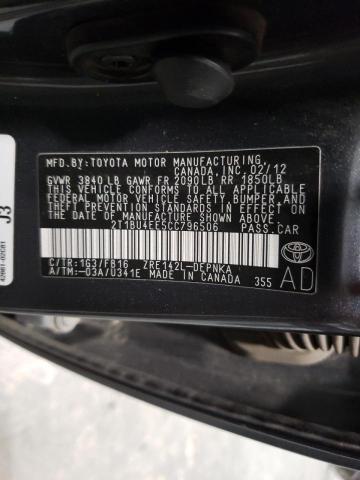 MFD.BY:TOYOTA MOTOR MANUFACTURING,
CANADA,INC.02/12
GVWR 3840LB GAWR FR 2090LB RR 1850LB
THIS VEHICLE CONFORMS TO ALL APPLICABLE
FEDERAL MOTOR VEHICLE SAFETY, BUMPER, AND
THEFT PREVENTION STANDARDS IN EFFECT ON
THE DATE OF MANUFACTURE SHOWN ABOVE.
2T1BU4EE5CC796506 PASS.CAR
C/TR:1G3/FB16 ZRE142L-DEPNKA
A/TM:-03A/U341E MADE IN CANADA 355
AD
J3